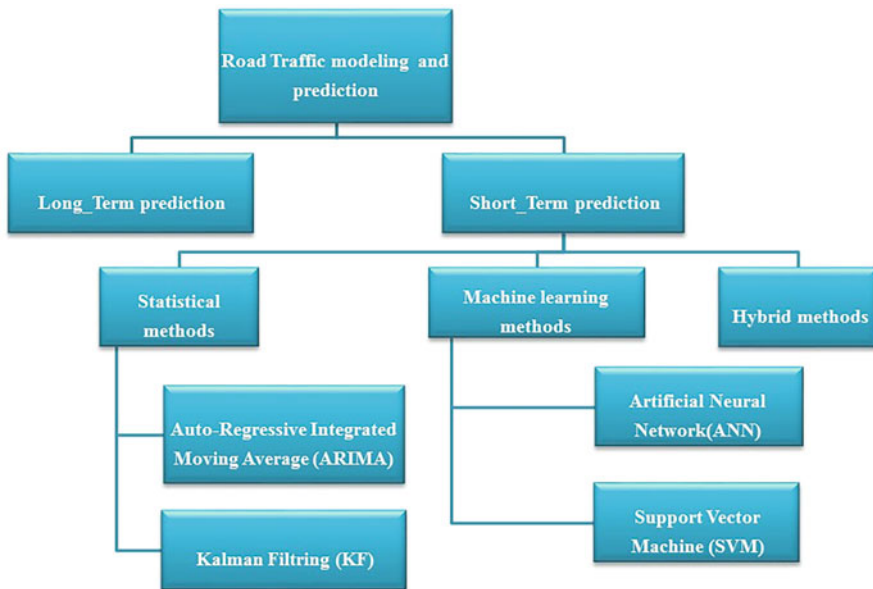 Road Traffic modeling and
prediction
Long_Term prediction
Short_Term prediction
Statistical
methods
Machine learning
methods
Hybrid methods
Auto-Regressive Integrated
Moving Average (ARIMA)
Kalman Filtring (KF)
Artificial Neural
Network(ANN)
Support Vector
Machine (SVM)